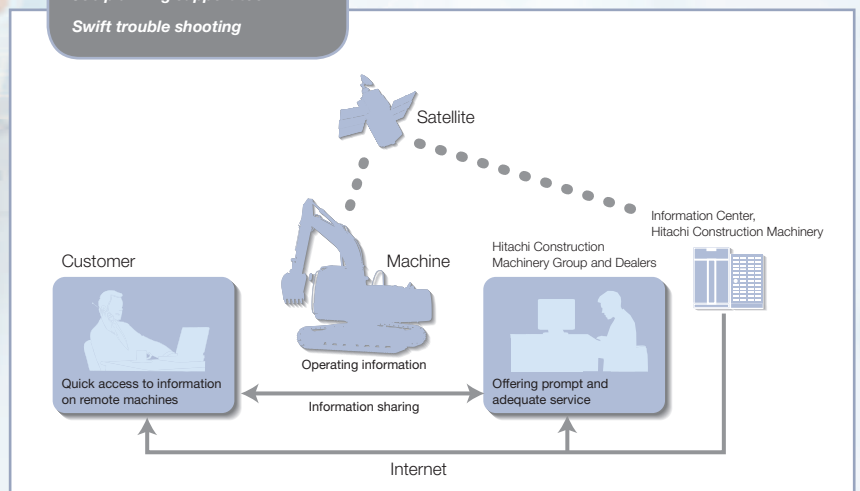 Swift trouble shooting
Satellite
Information Center,
Hitachi Construction Machinery
Hitachi Construction
Machinery Group and Dealers
Customer
Machine
Operating information
Quick access to information
on remote machines
Offering prompt and
adequate service
Information sharing
Internet